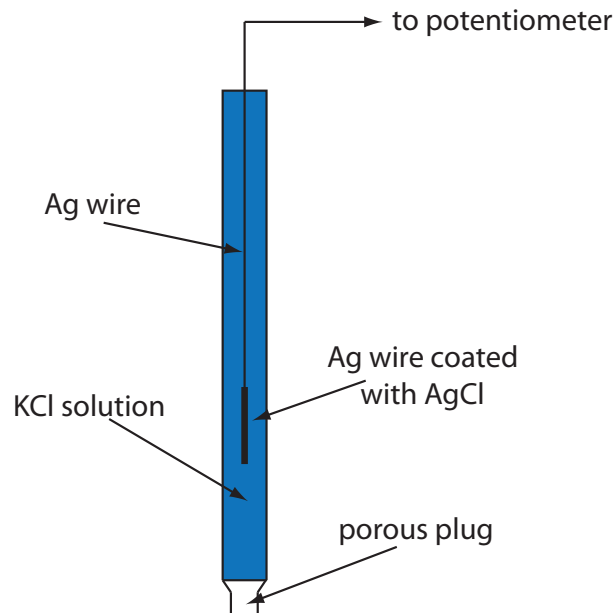 to potentiometer
Ag wire
Ag wire coated
with AgCl
KCl solution
porous plug